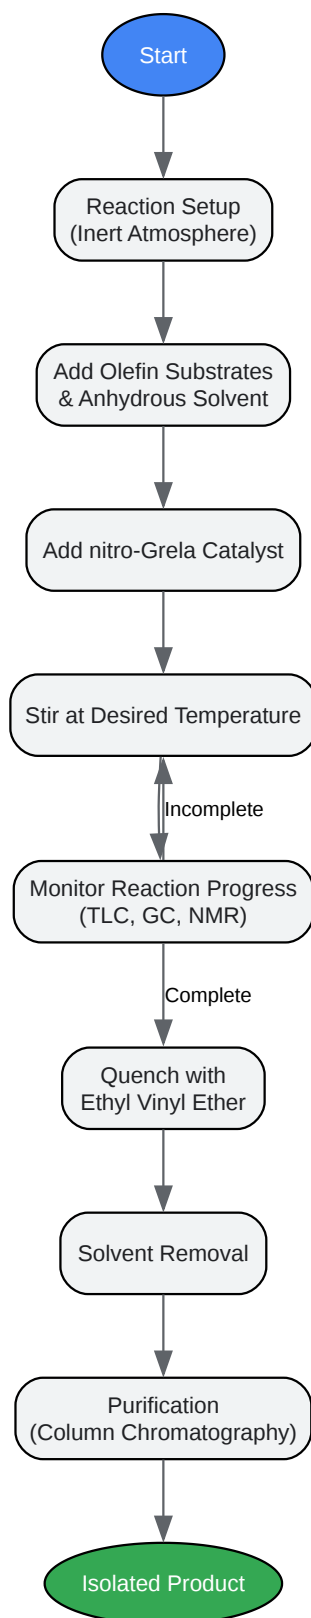 Start
Reaction Setup
(Inert Atmosphere)
Add Olefin Substrates
& Anhydrous Solvent
Add nitro-Grela Catalyst
Stir at Desired Temperature
Incomplete
Monitor Reaction Progress
(TLC, GC, NMR)
Complete
Quench with
Ethyl Vinyl Ether
Solvent Removal
Purification
(Column Chromatography)
Isolated Product